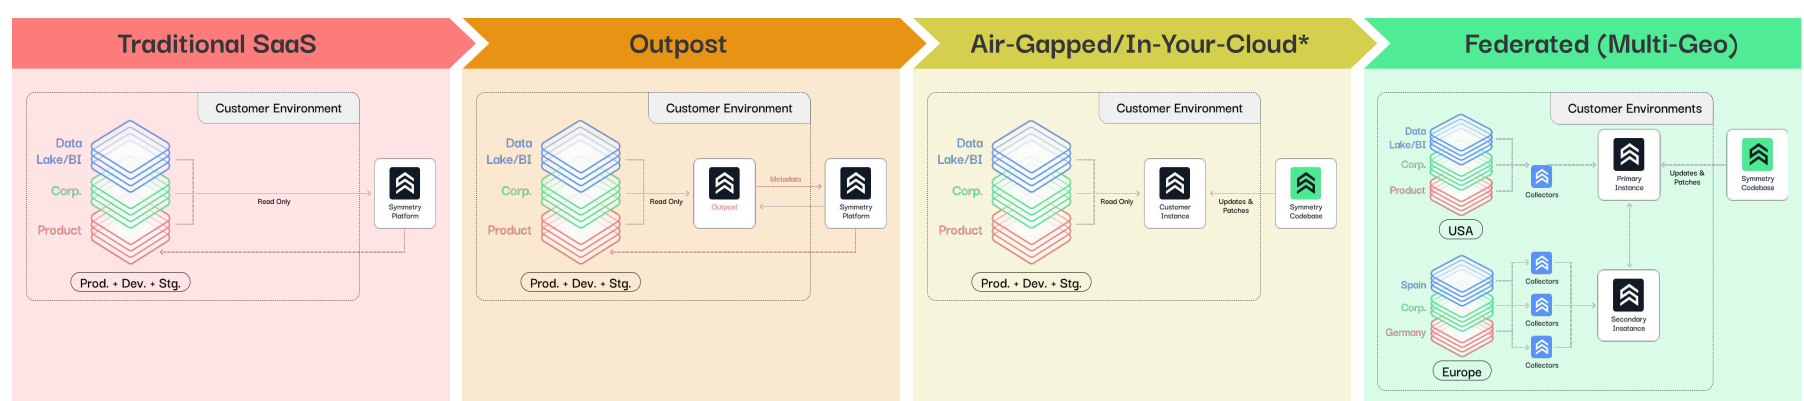 Traditional SaaS
Customer Environment
Data
Lake/BI
Corp.
Product
Read Only
Symmetry
Platform
Prod. + Dev. + Stg.
Outpost
Customer Environment
Data
Lake/BI
Corp.
Product
Read Only
Outpost
Metadata
Symmetry
Platform
Prod. + Dev. + Stg.
Air-Gapped/In-Your-Cloud*
Customer Environment
Data
Lake/BI
Corp.
Product
Read Only
Customer
Instance
Updates &
Patches
Symmetry
Codebase
Prod. + Dev. + Stg.
Federated (Multi-Geo)
Customer Environments
Data
Lake/BI
Corp.
Product
Collectors
Primary
Instance
Updates &
Patches
Symmetry
Codebase
USA
Spain
Corp.
Germany
Collectors
Collectors
Collectors
Secondary
Insatance
Europe